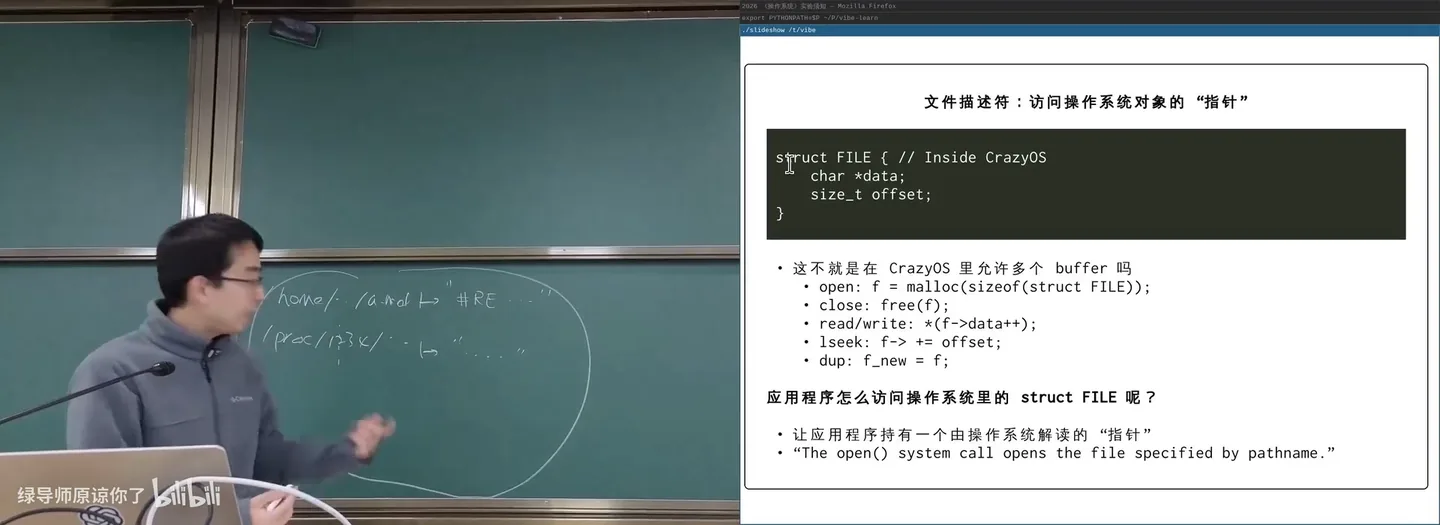 /home/../a.md ↦ "#RE ...."
/proc/1234/... ↦ "....."
绿导师原谅你了 bilibili
2026 《操作系统》实验须知 — Mozilla Firefox
export PYTHONPATH=$P ~/P/vibe-learn
./slideshow /t/vibe
文件描述符：访问操作系统对象的 “指针”
struct FILE { // Inside CrazyOS
char *data;
size_t offset;
}
• 这不就是在 CrazyOS 里允许多个 buffer 吗
• open: f = malloc(sizeof(struct FILE));
• close: free(f);
• read/write: *(f->data++);
• lseek: f-> += offset;
• dup: f_new = f;
应用程序怎么访问操作系统里的 struct FILE 呢？
• 让应用程序持有一个由操作系统解读的 “指针”
• “The open() system call opens the file specified by pathname.”